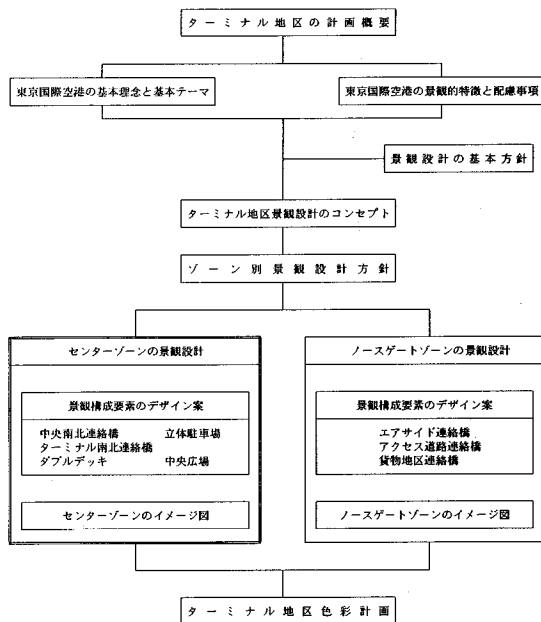 ターミナル地区の計画概要
東京国際空港の基本理念と基本テーマ
東京国際空港の景観的特徴と配慮事項
景観設計の基本方針
ターミナル地区景観設計のコンセプト
ゾーン別景観設計方針
センターゾーンの景観設計
景観構成要素のデザイン案
中央南北連絡橋 立体駐車場
ターミナル南北連絡橋
ダブルデッキ 中央広場
センターゾーンのイメージ図
ノースゲートゾーンの景観設計
景観構成要素のデザイン案
エアサイド連絡橋
アクセス道路連絡橋
貨物地区連絡橋
ノースゲートゾーンのイメージ図
ターミナル地区色彩計画